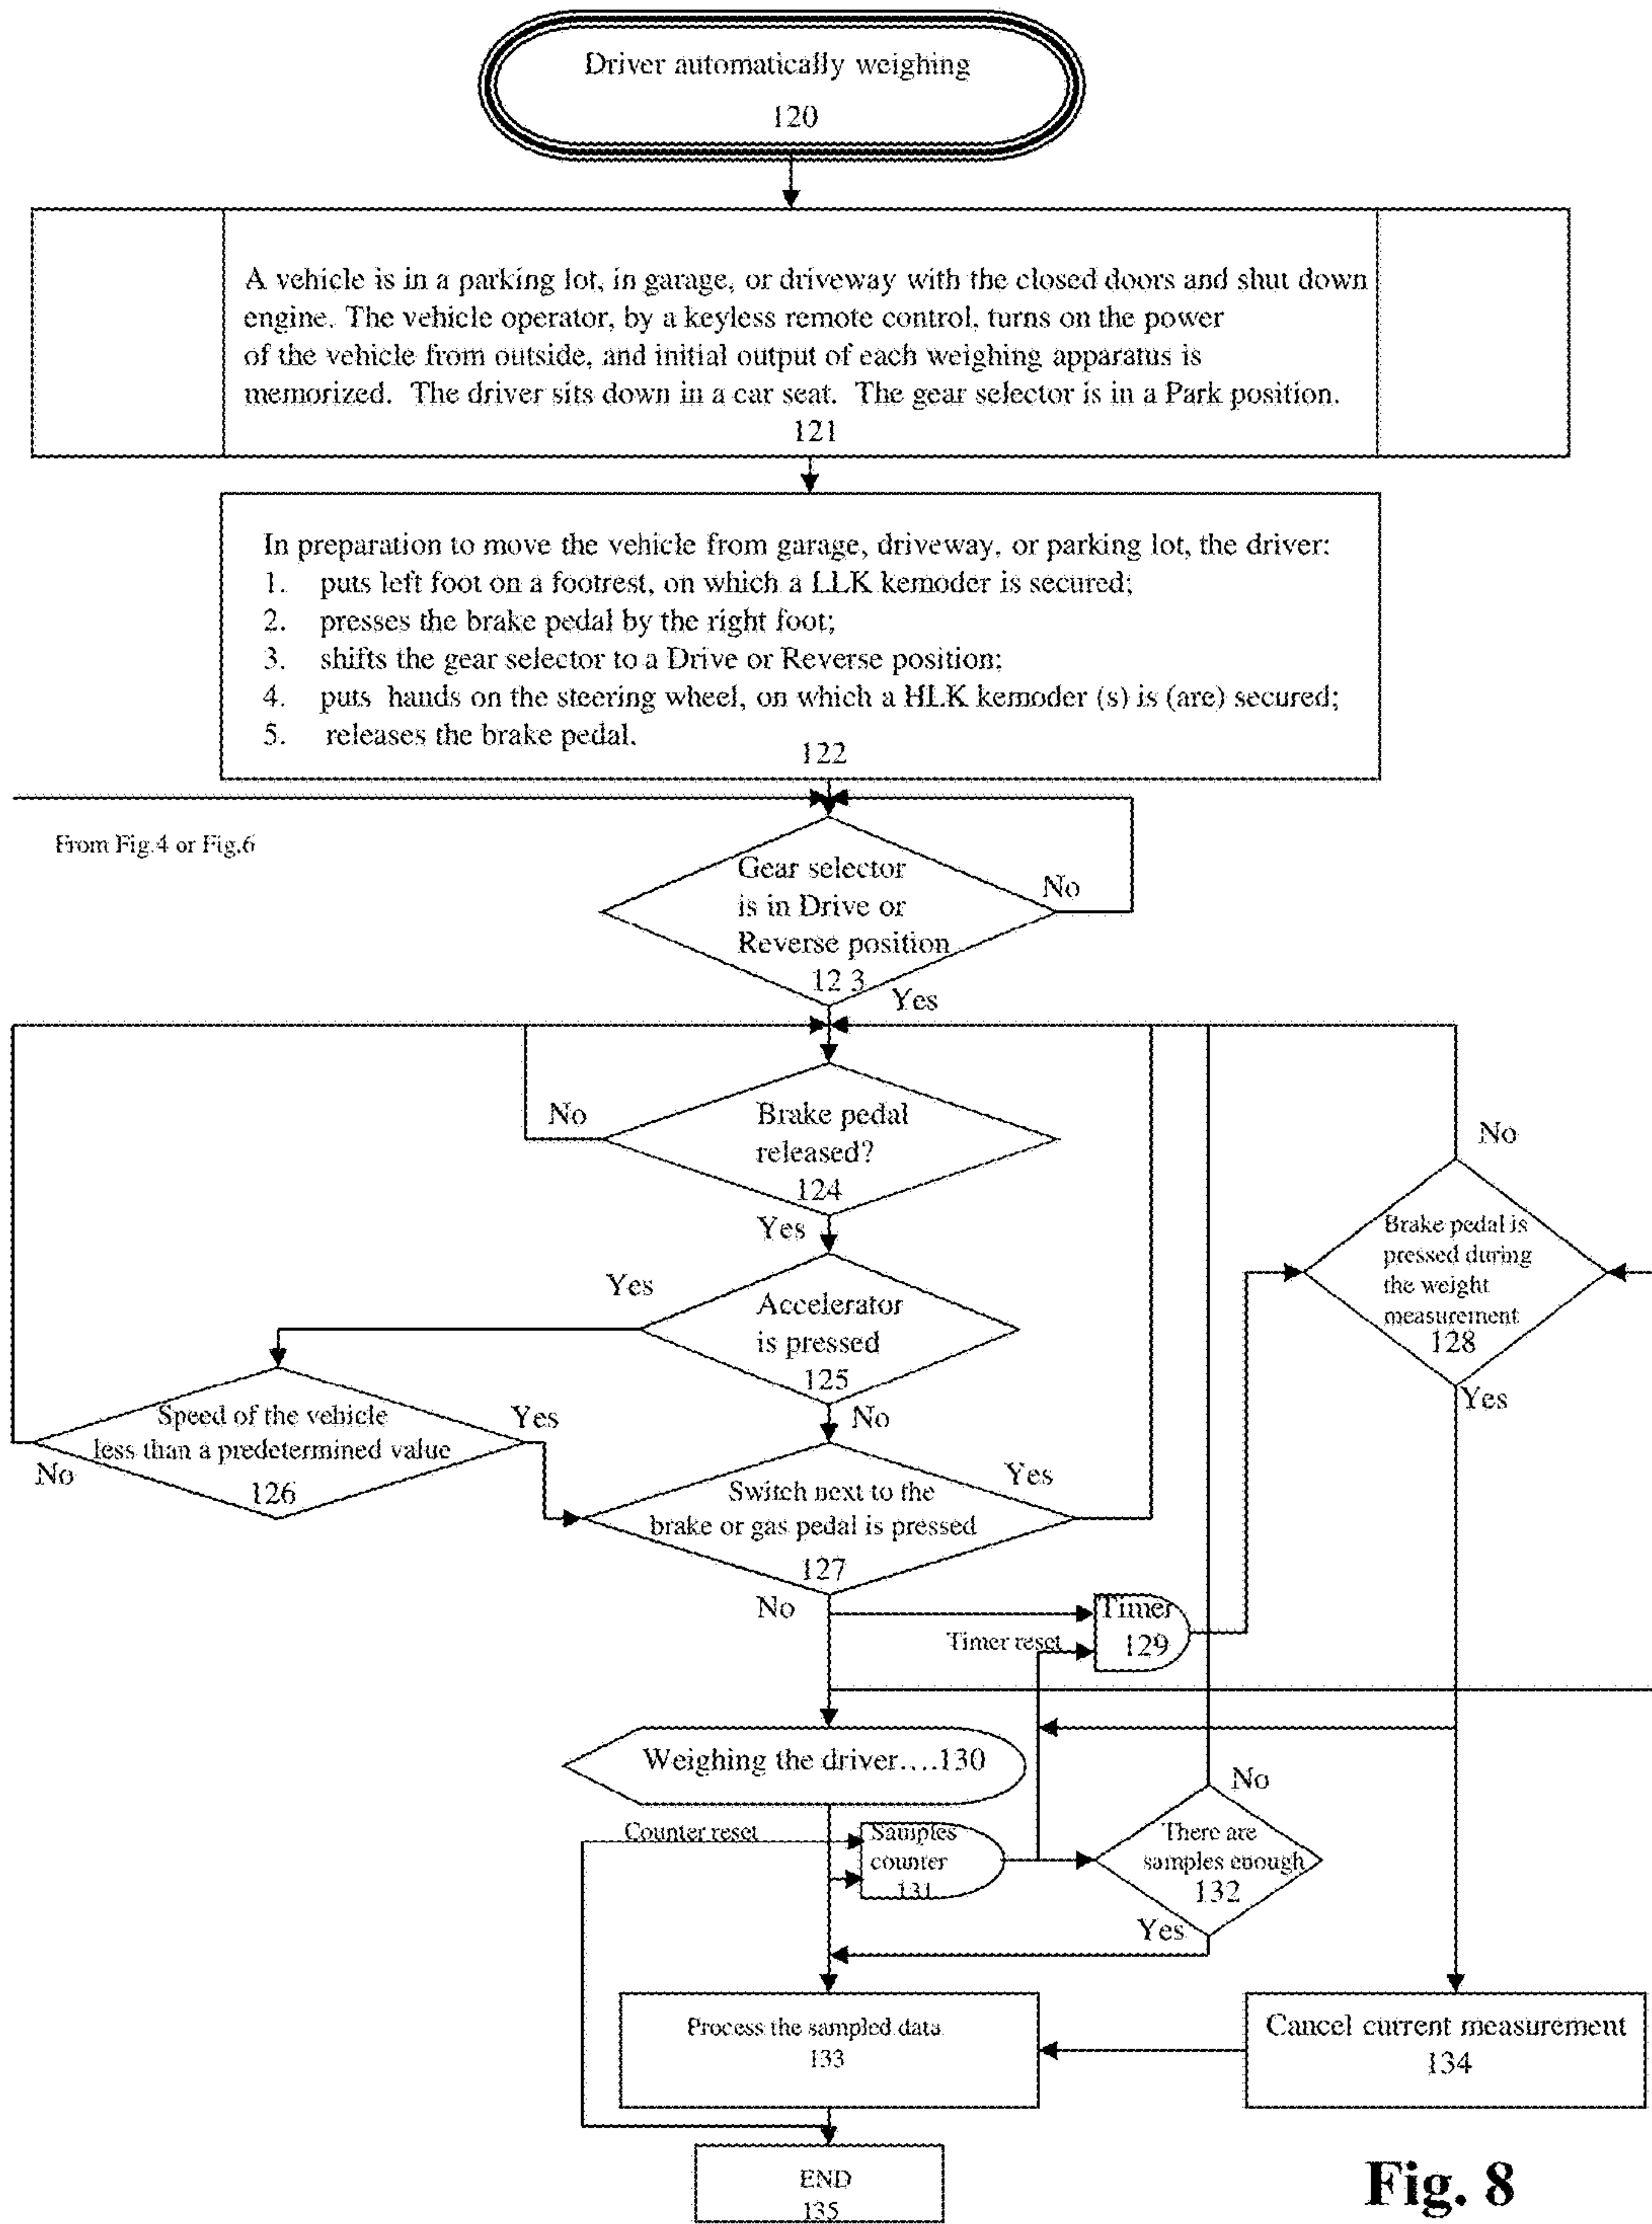 Driver automatically weighing
120
A vehicle is in a parking lot, in garage, or driveway with the closed doors and shut down
engine. The vehicle operator, by a keyless remote control, turns on the power
of the vehicle from outside, and initial output of each weighing apparatus is
memorized. The driver sits down in a car seat. The gear selector is in a Park position.
121
In preparation to move the vehicle from garage, driveway, or parking lot, the driver:
1. puts left foot on a footrest, on which a LLK kemoder is secured;
2. presses the brake pedal by the right foot;
3. shifts the gear selector to a Drive or Reverse position;
4. puts hands on the steering wheel, on which a HLK kemoder (s) is (are) secured;
5. releases the brake pedal.
122
From Fig.4 or Fig.6
Gear selector
is in Drive or
Reverse position
12 3
No
Yes
Brake pedal
released?
124
No
Yes
Accelerator
is pressed
125
Yes
No
Brake pedal is
pressed during
the weight
measurement
128
No
Yes
Speed of the vehicle
less than a predetermined value
126
Yes
No
Switch next to the
brake or gas pedal is pressed
127
Yes
No
Timer
129
Timer reset
Weighing the driver....130
Counter reset
Samples
counter
131
There are
samples enough
132
No
Yes
Process the sampled data
133
Cancel current measurement
134
END
135
Fig. 8